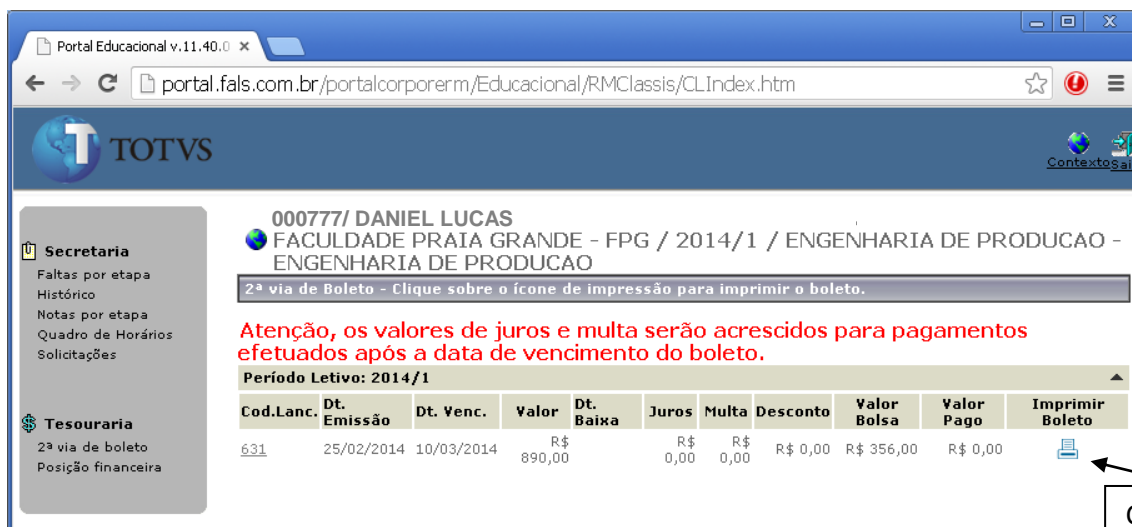 Portal Educacional v.11.40.0
portal.fals.com.br/portalcorporerm/Educacional/RMClassis/CLIndex.htm
TOTVS
Contexto
000777/ DANIEL LUCAS
FACULDADE PRAIA GRANDE - FPG / 2014/1 / ENGENHARIA DE PRODUCAO -
ENGENHARIA DE PRODUCAO
2ª via de Boleto - Clique sobre o ícone de impressão para imprimir o boleto.
Atenção, os valores de juros e multa serão acrescidos para pagamentos
efetuados após a data de vencimento do boleto.
Secretaria
Faltas por etapa
Histórico
Notas por etapa
Quadro de Horários
Solicitações
Tesouraria
2ª via de boleto
Posição financeira
Período Letivo: 2014/1
Cod.Lanc. Dt. Emissão Dt. Venc. Valor Dt. Baixa Juros Multa Desconto Valor Bolsa Valor Pago Imprimir Boleto
631 25/02/2014 10/03/2014 R$ 890,00 R$ 0,00 R$ 0,00 R$ 0,00 R$ 356,00 R$ 0,00